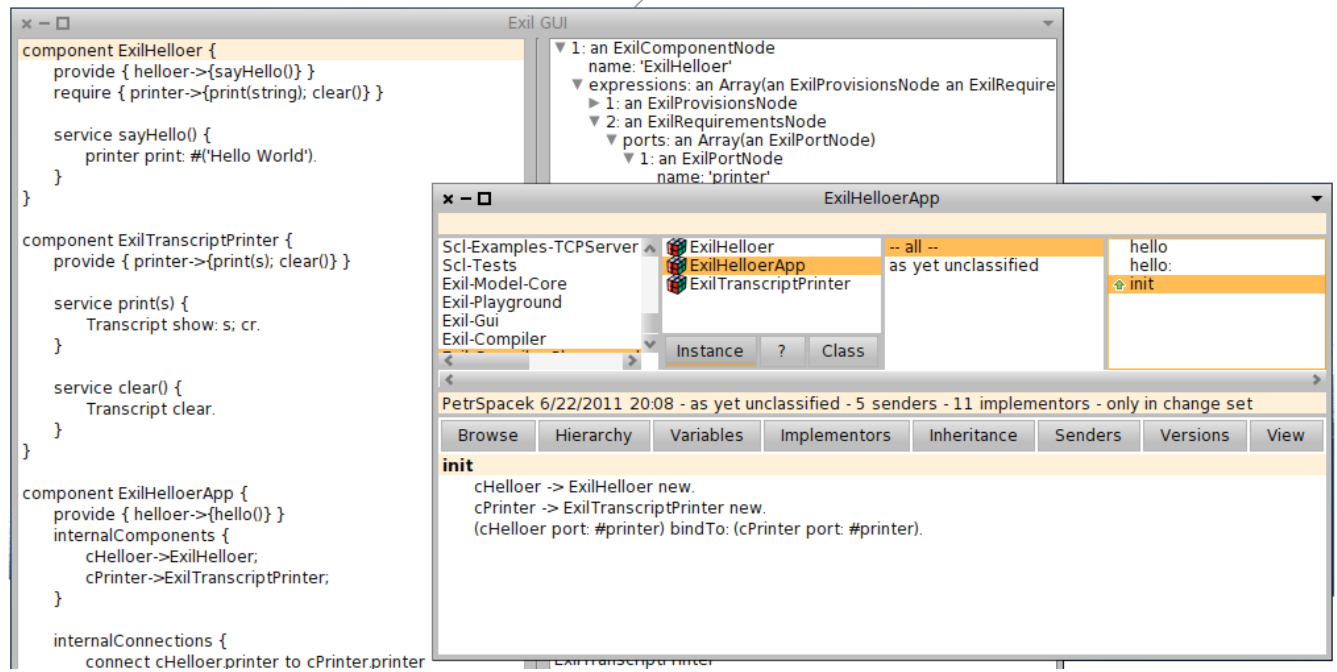 Exil GUI
component ExilHelloer {
provide { helloer->{sayHello()} }
require { printer->{print(string); clear()} }
service sayHello() {
printer print: #('Hello World').
}
}
component ExilTranscriptPrinter {
provide { printer->{print(s); clear()} }
service print(s) {
Transcript show: s; cr.
}
service clear() {
Transcript clear.
}
}
component ExilHelloerApp {
provide { helloer->{hello()} }
internalComponents {
cHelloer->ExilHelloer;
cPrinter->ExilTranscriptPrinter;
}
internalConnections {
connect cHelloer.printer to cPrinter.printer
1: an ExilComponentNode
name: 'ExilHelloer'
expressions: an Array(an ExilProvisionsNode an ExilRequire
1: an ExilProvisionsNode
2: an ExilRequirementsNode
ports: an Array(an ExilPortNode)
1: an ExilPortNode
name: 'printer'
ExilHelloerApp
Scl-Examples-TCPServer
Scl-Tests
Exil-Model-Core
Exil-Playground
Exil-Gui
Exil-Compiler
ExilHelloer
ExilHelloerApp
ExilTranscriptPrinter
Instance ? Class
-- all --
as yet unclassified
hello
hello:
init
PetrSpacek 6/22/2011 20:08 - as yet unclassified - 5 senders - 11 implementors - only in change set
Browse Hierarchy Variables Implementors Inheritance Senders Versions View
init
cHelloer -> ExilHelloer new.
cPrinter -> ExilTranscriptPrinter new.
(cHelloer port: #printer) bindTo: (cPrinter port: #printer).